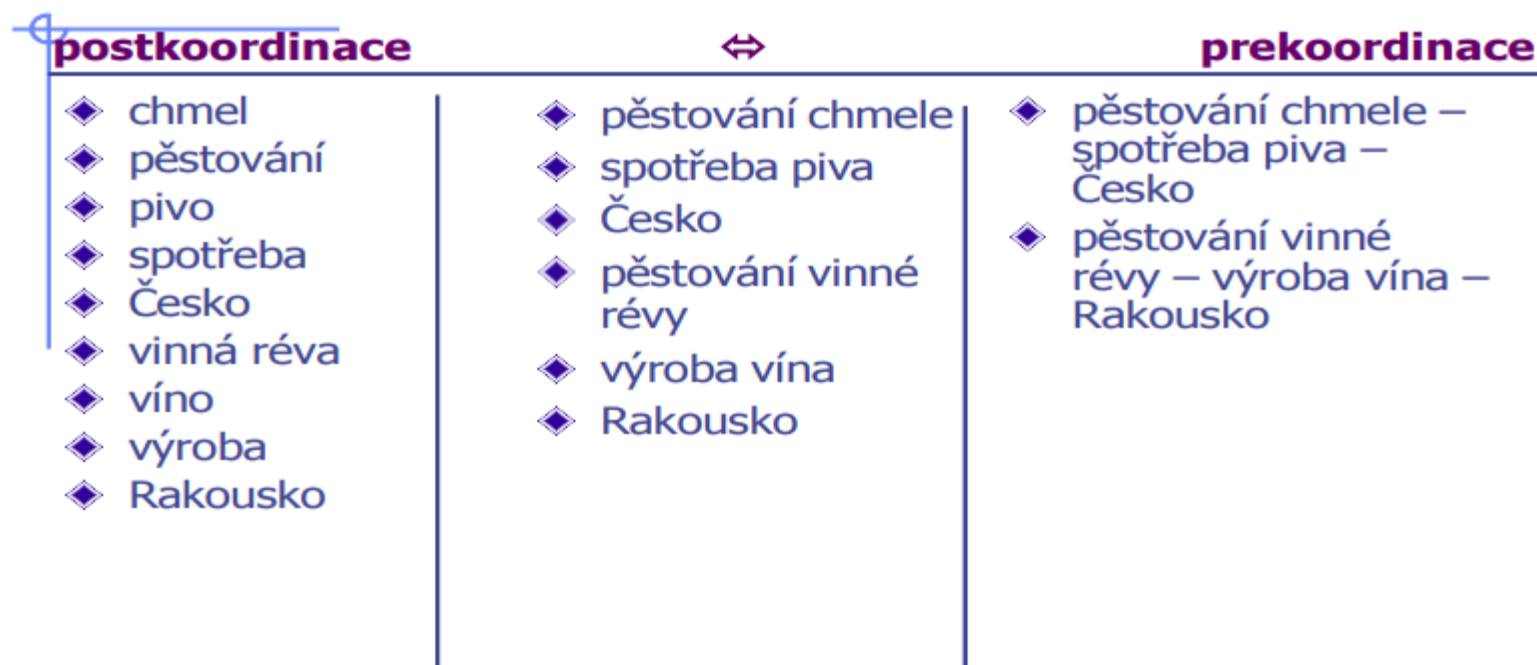 postkoordinace ⇔ prekoordinace
chmel
pěstování
pivo
spotřeba
Česko
vinná réva
víno
výroba
Rakousko
pěstování chmele
spotřeba piva
Česko
pěstování vinné
révy
výroba vína
Rakousko
pěstování chmele –
spotřeba piva –
Česko
pěstování vinné
révy – výroba vína –
Rakousko